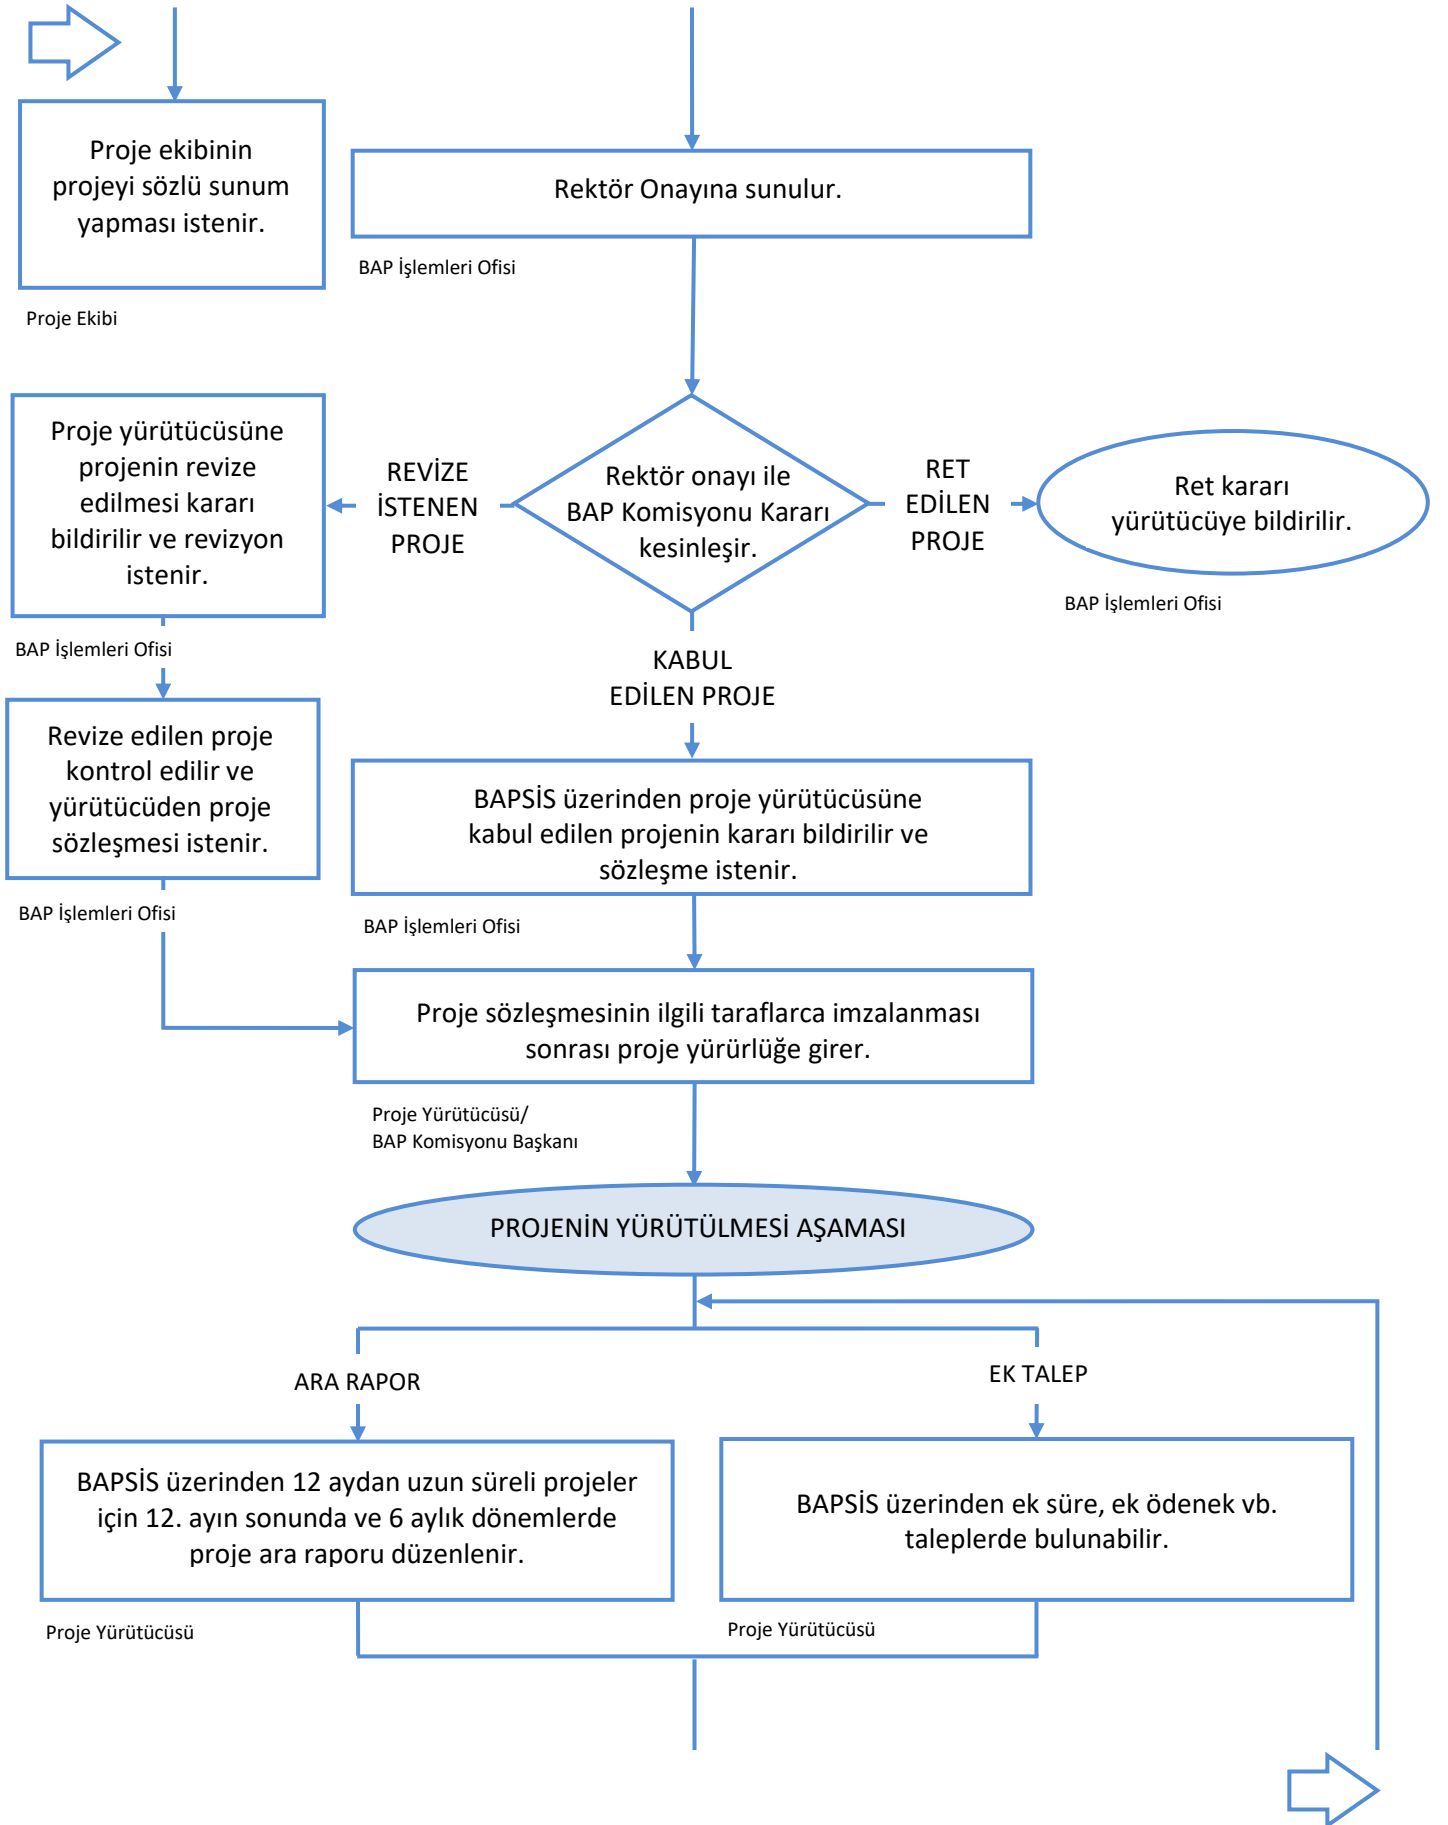 Proje ekibinin
projeyi sözlü sunum
yapması istenir.
Proje Ekibi
Rektör Onayına sunulur.
BAP İşlemleri Ofisi
Proje yürütücüsüne
projenin revize
edilmesi kararı
bildirilir ve revizyon
istenir.
BAP İşlemleri Ofisi
REVİZE
İSTENEN
PROJE
Rektör onayı ile
BAP Komisyonu Kararı
kesinleşir.
RET
EDİLEN
PROJE
Ret kararı
yürütücüye bildirilir.
BAP İşlemleri Ofisi
KABUL
EDİLEN PROJE
Revize edilen proje
kontrol edilir ve
yürütücüden proje
sözleşmesi istenir.
BAP İşlemleri Ofisi
BAPSİS üzerinden proje yürütücüsüne
kabul edilen projenin kararı bildirilir ve
sözleşme istenir.
BAP İşlemleri Ofisi
Proje sözleşmesinin ilgili taraflarca imzalanması
sonrası proje yürürlüğe girer.
Proje Yürütücüsü/
BAP Komisyonu Başkanı
PROJENİN YÜRÜTÜLMESİ AŞAMASI
ARA RAPOR
EK TALEP
BAPSİS üzerinden 12 aydan uzun süreli projeler
için 12. ayın sonunda ve 6 aylık dönemlerde
proje ara raporu düzenlenir.
Proje Yürütücüsü
BAPSİS üzerinden ek süre, ek ödenek vb.
taleplerde bulunabilir.
Proje Yürütücüsü